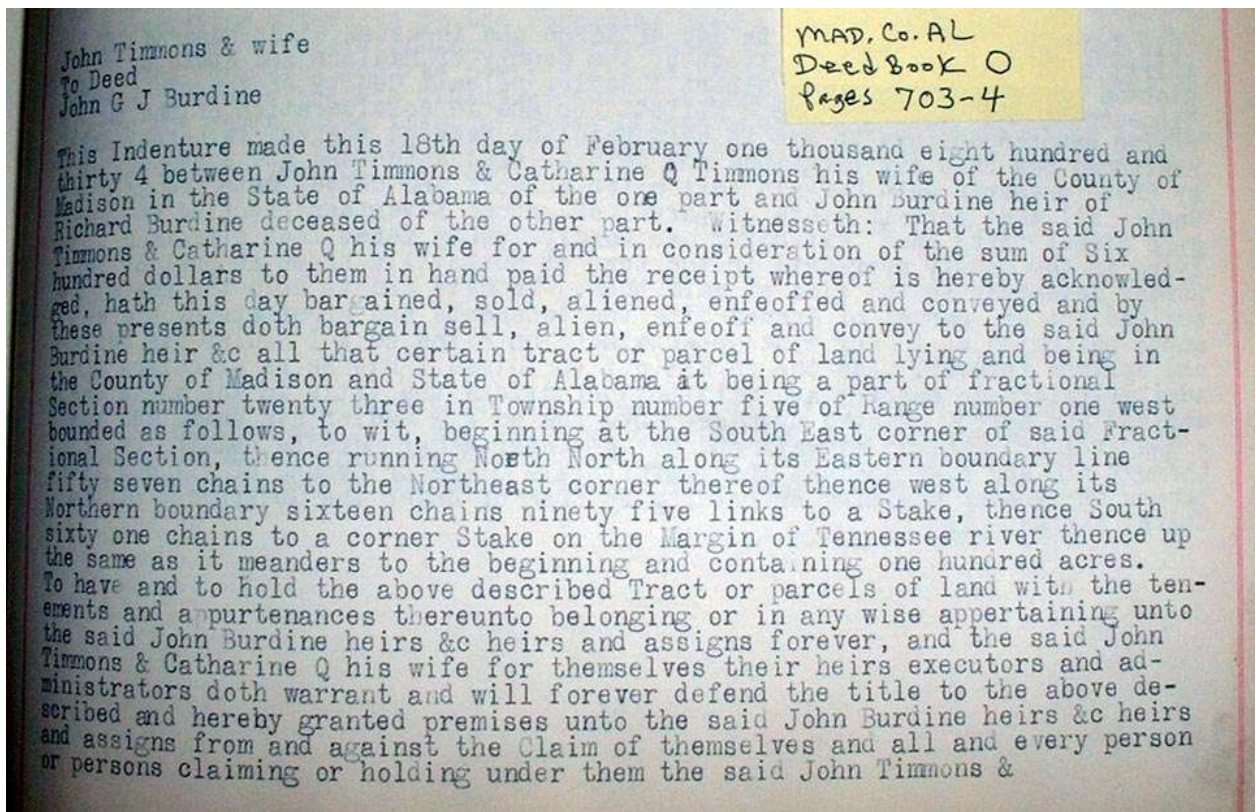 John Timmons & wife
To Deed
John G J Burdine
MAD. Co. AL
Deed Book O
Pages 703-4
This Indenture made this 18th day of February one thousand eight hundred and
thirty 4 between John Timmons & Catharine Q Timmons his wife of the County of
Madison in the State of Alabama of the one part and John Burdine heir of
Richard Burdine deceased of the other part. Witnesseth: That the said John
Timmons & Catharine Q his wife for and in consideration of the sum of Six
hundred dollars to them in hand paid the receipt whereof is hereby acknowled-
ged, hath this day bargained, sold, aliened, enfeoffed and conveyed and by
these presents doth bargain sell, alien, enfeoff and convey to the said John
Burdine heir &c all that certain tract or parcel of land lying and being in
the County of Madison and State of Alabama it being a part of fractional
Section number twenty three in Township number five of Range number one west
bounded as follows, to wit, beginning at the South East corner of said Fract-
ional Section, thence running North North along its Eastern boundary line
fifty seven chains to the Northeast corner thereof thence west along its
Northern boundary sixteen chains ninety five links to a Stake, thence South
sixty one chains to a corner Stake on the Margin of Tennessee river thence up
the same as it meanders to the beginning and containing one hundred acres.
To have and to hold the above described Tract or parcels of land with the ten-
ements and appurtenances thereunto belonging or in any wise appertaining unto
the said John Burdine heirs &c heirs and assigns forever, and the said John
Timmons & Catharine Q his wife for themselves their heirs executors and ad-
ministrators doth warrant and will forever defend the title to the above de-
scribed and hereby granted premises unto the said John Burdine heirs &c heirs
and assigns from and against the Claim of themselves and all and every person
or persons claiming or holding under them the said John Timmons &